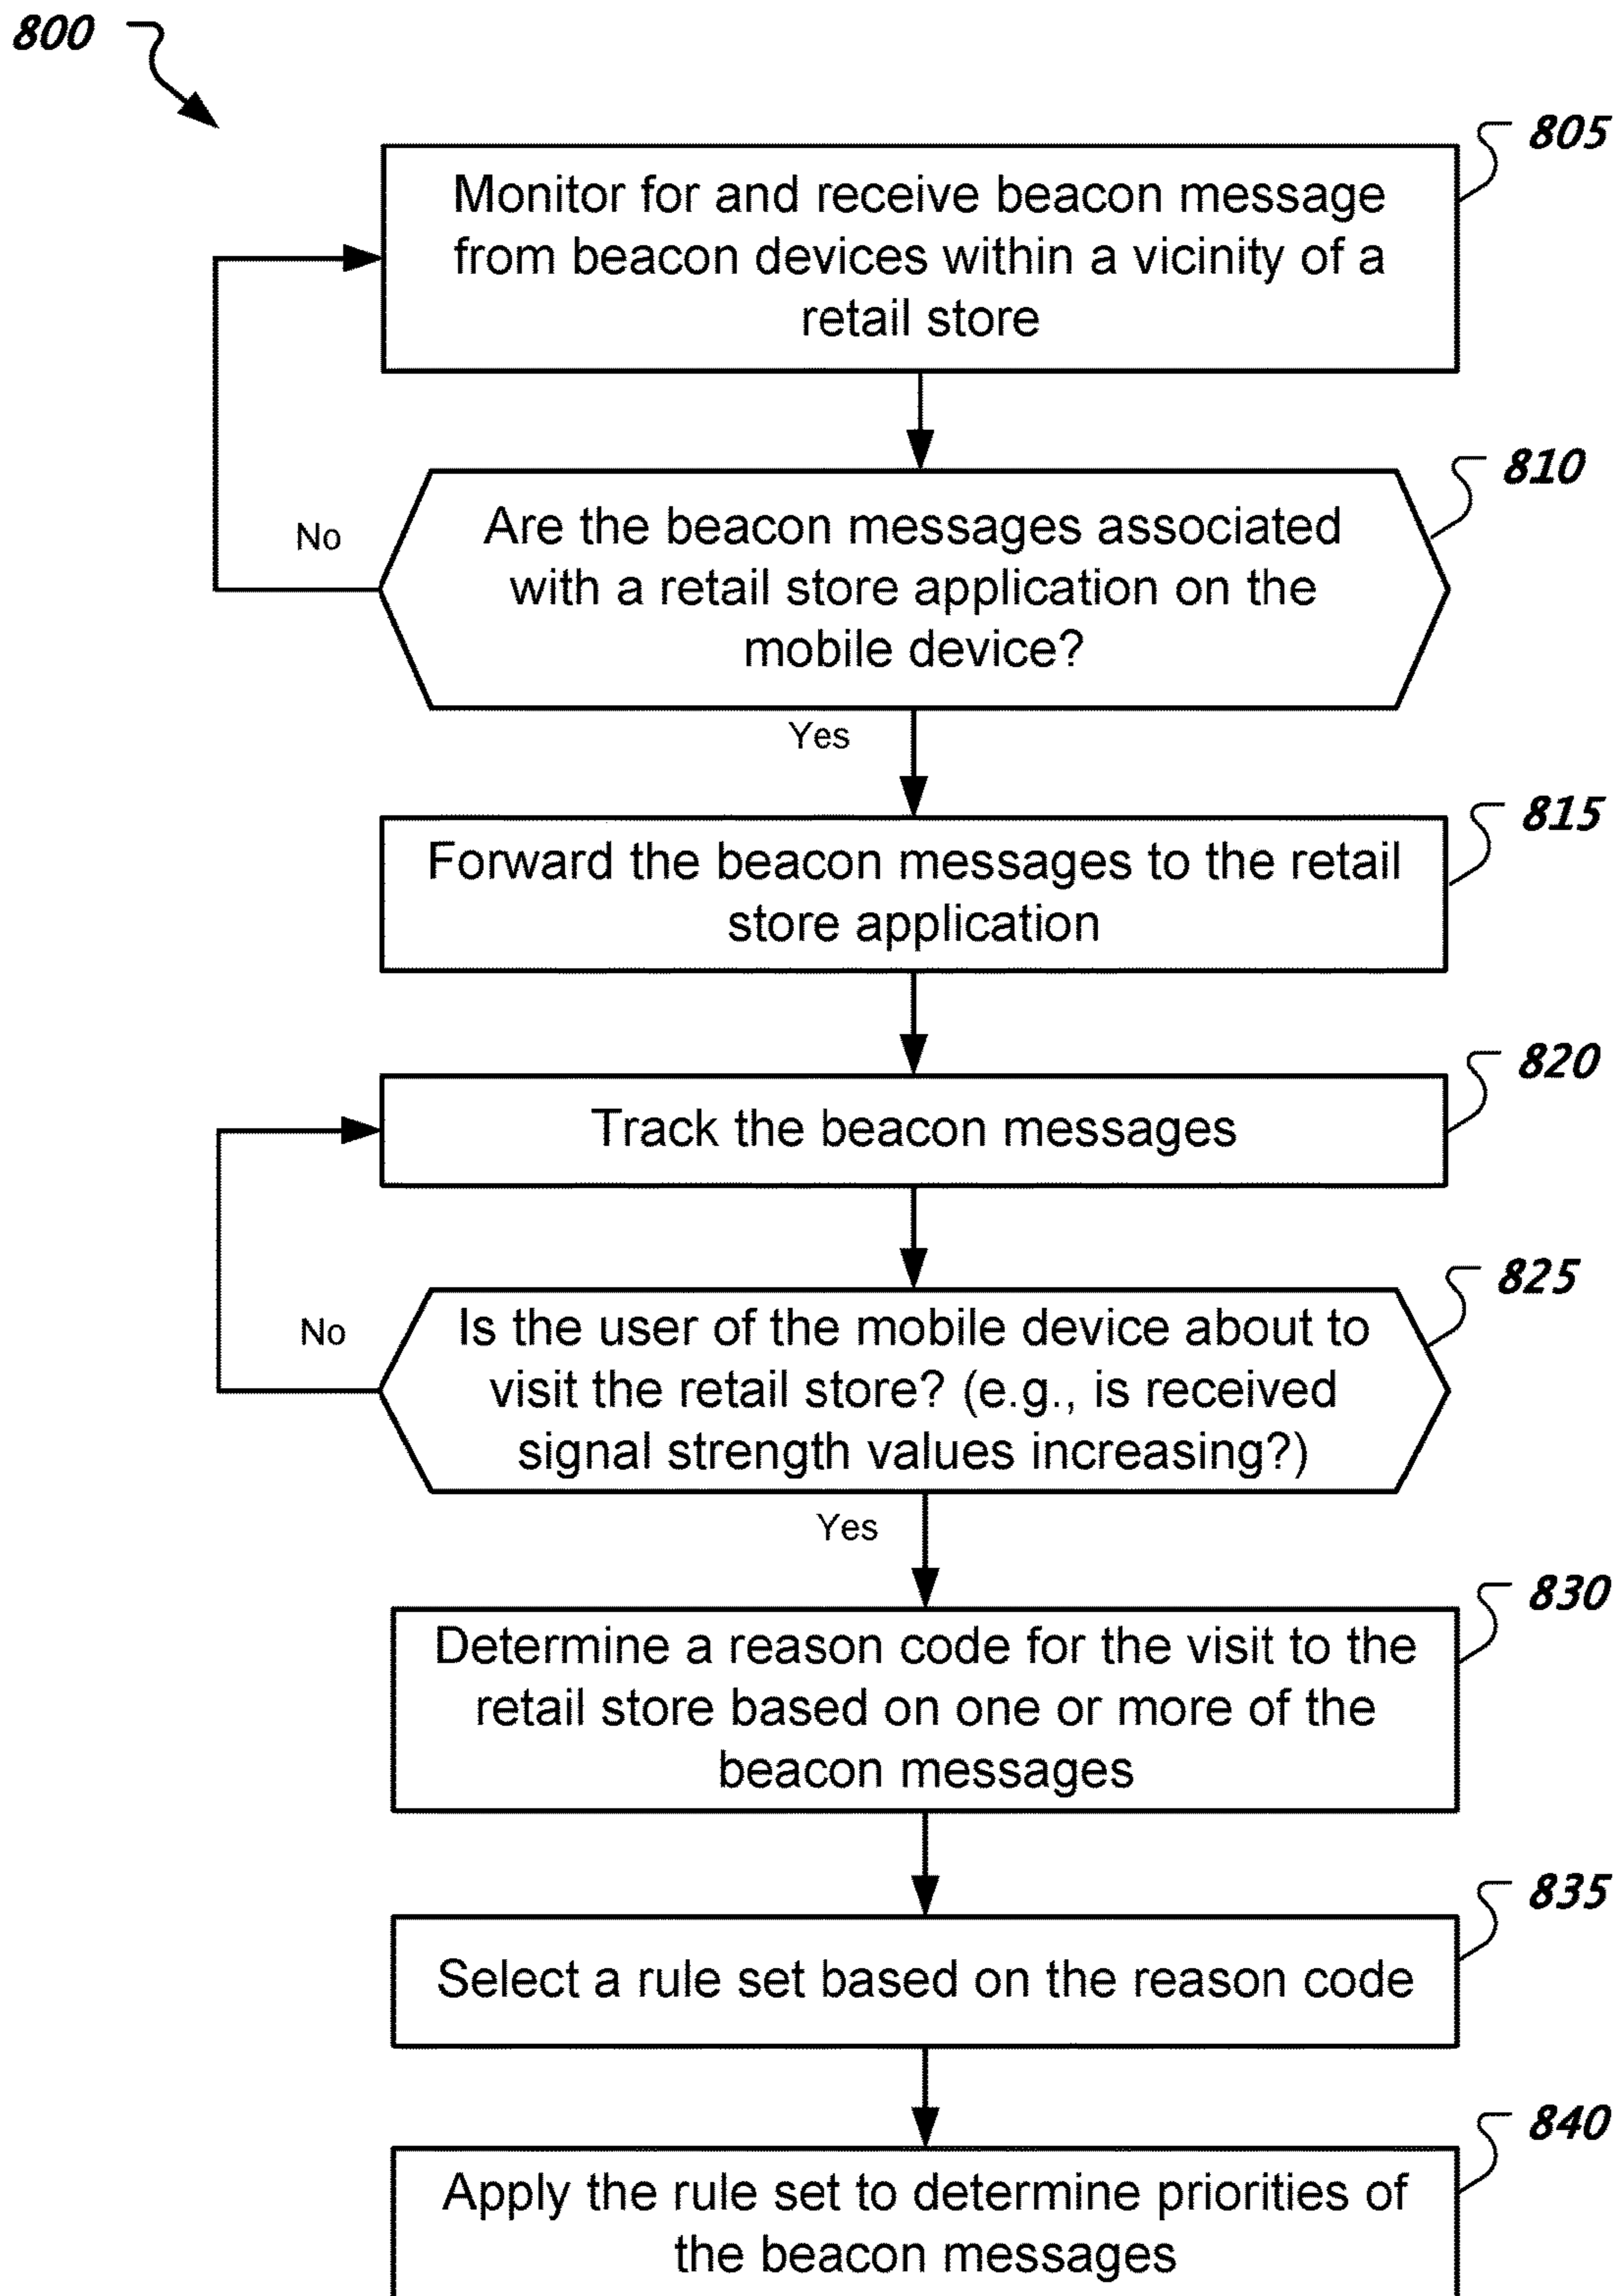 800
805
Monitor for and receive beacon message
from beacon devices within a vicinity of a
retail store
810
No
Are the beacon messages associated
with a retail store application on the
mobile device?
Yes
815
Forward the beacon messages to the retail
store application
820
Track the beacon messages
825
No
Is the user of the mobile device about to
visit the retail store? (e.g., is received
signal strength values increasing?)
Yes
830
Determine a reason code for the visit to the
retail store based on one or more of the
beacon messages
835
Select a rule set based on the reason code
840
Apply the rule set to determine priorities of
the beacon messages